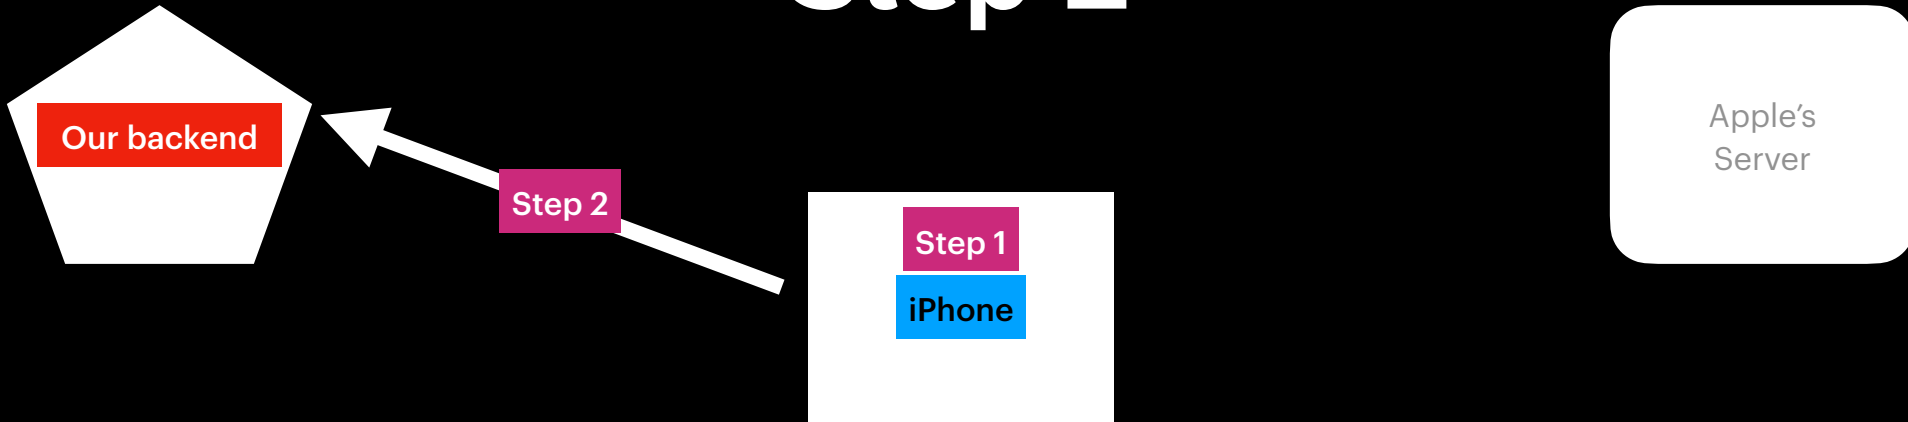 Our backend
Step 2
Step 1
iPhone
Apple's
Server